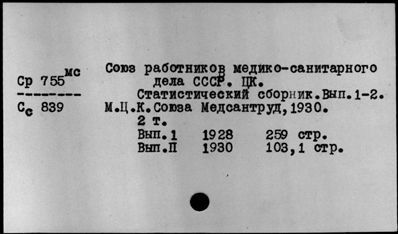 Ср 755мс
---------
Сс 839
Союз работников медико-санитарного
дела СССР. ЦК.
Статистический сборник.Вып.1-2.
М.Ц.К.Союза Медсантруд,1930.
2 т.
Вып.1 1928 259 стр.
Вып.П 1930 103,1 стр.